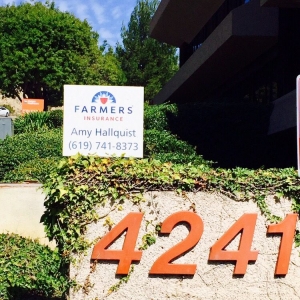 FARMERS
INSURANCE
Amy Hallquist
(619) 741-8373
4241